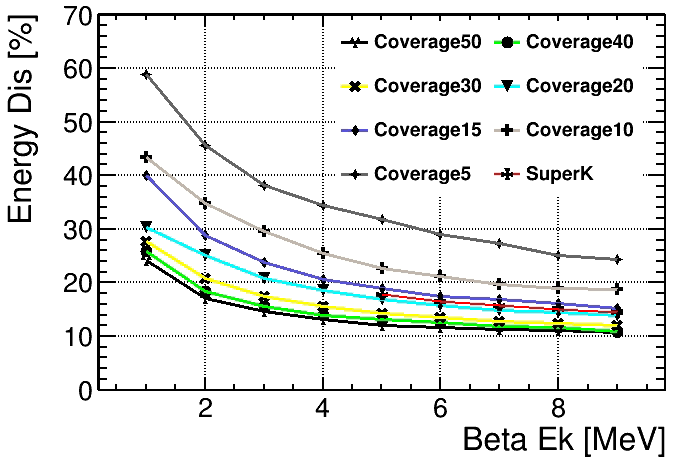 Energy Dis [%]
70
60
50
40
30
20
10
0
Coverage50 Coverage40
Coverage30 Coverage20
Coverage15 Coverage10
Coverage5 SuperK
2 4 6 8
Beta Ek [MeV]